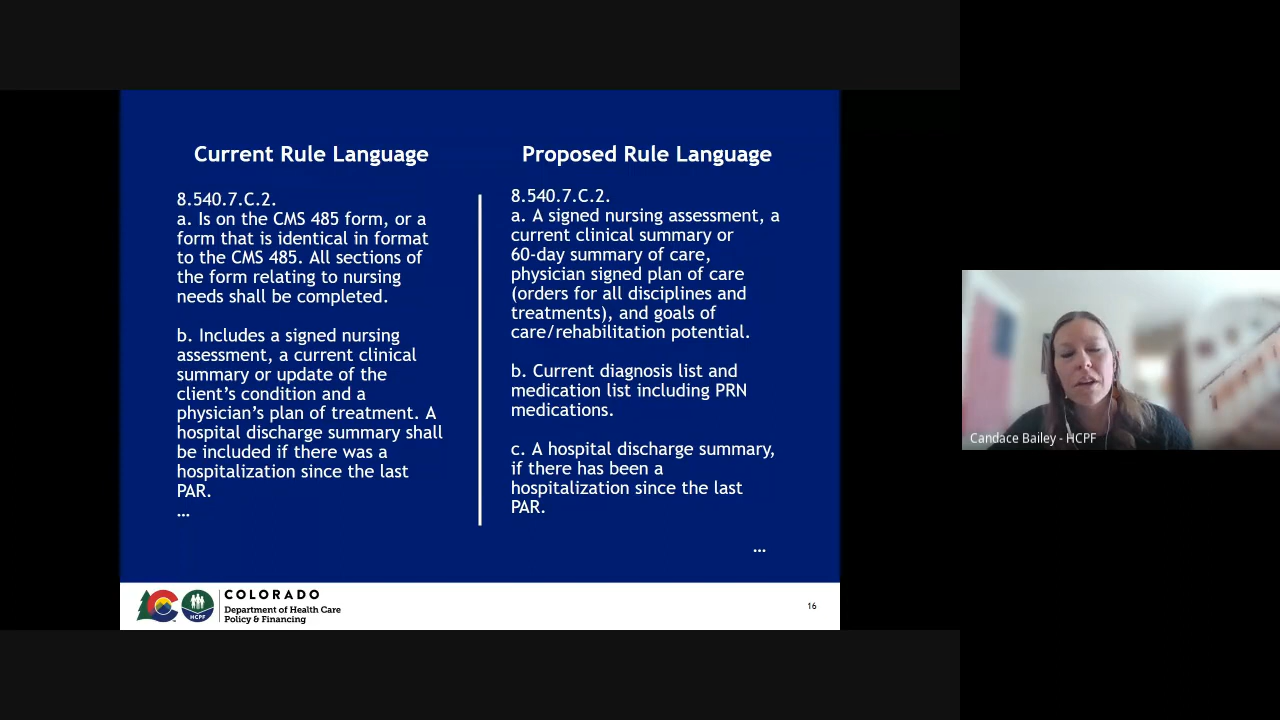 Current Rule Language
8.540.7.C.2.
a. Is on the CMS 485 form, or a
form that is identical in format
to the CMS 485. All sections of
the form relating to nursing
needs shall be completed.
b. Includes a signed nursing
assessment, a current clinical
summary or update of the
client’s condition and a
physician’s plan of treatment. A
hospital discharge summary shall
be included if there was a
hospitalization since the last
PAR.
…
Proposed Rule Language
8.540.7.C.2.
a. A signed nursing assessment, a
current clinical summary or
60-day summary of care,
physician signed plan of care
(orders for all disciplines and
treatments), and goals of
care/rehabilitation potential.
b. Current diagnosis list and
medication list including PRN
medications.
c. A hospital discharge summary,
if there has been a
hospitalization since the last
PAR.
…
HCPF
COLORADO
Department of Health Care
Policy & Financing
16
Candace Bailey - HCPF